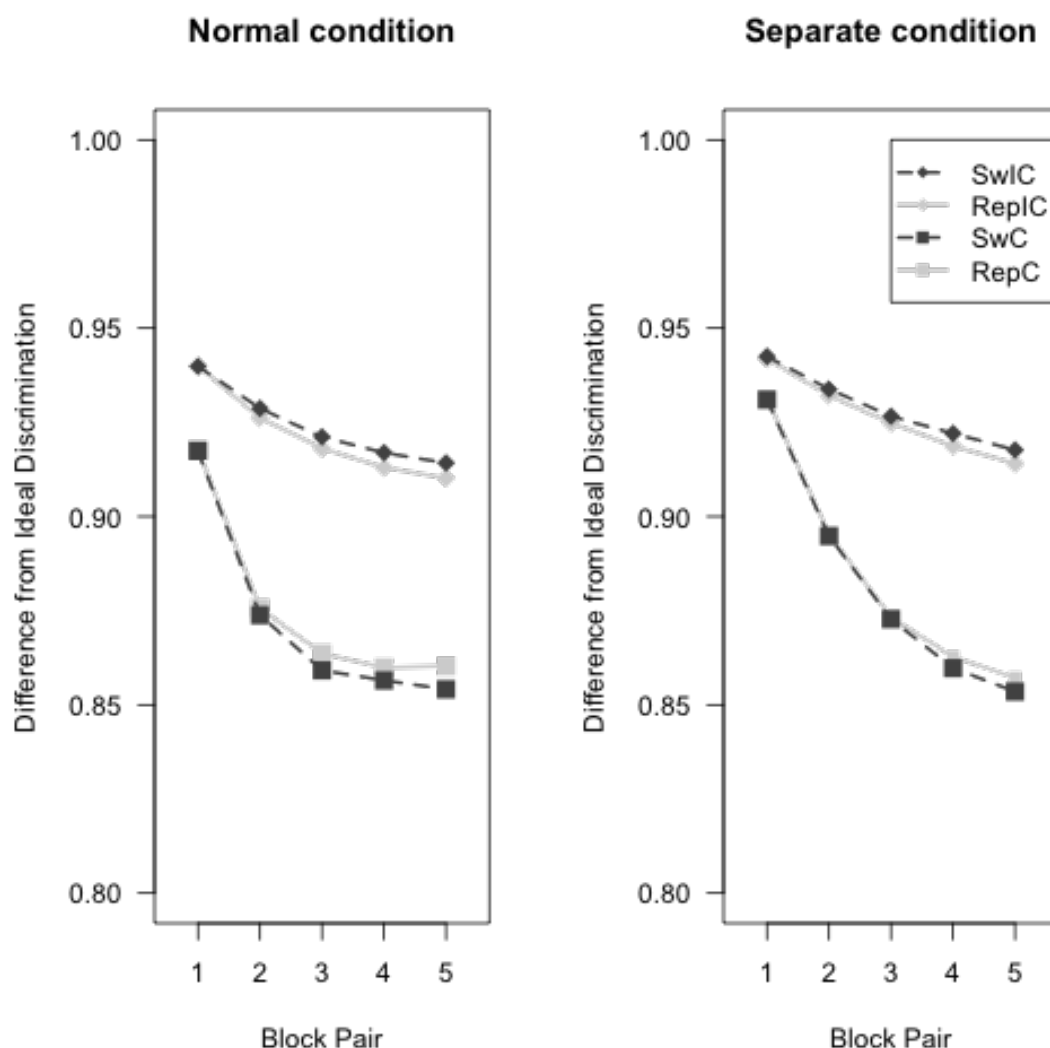 Normal condition
Difference from Ideal Discrimination
1.00
0.95
0.90
0.85
0.80
1 2 3 4 5
Block Pair
Separate condition
Difference from Ideal Discrimination
1.00
0.95
0.90
0.85
0.80
SwIC
RepIC
SwC
RepC
1 2 3 4 5
Block Pair